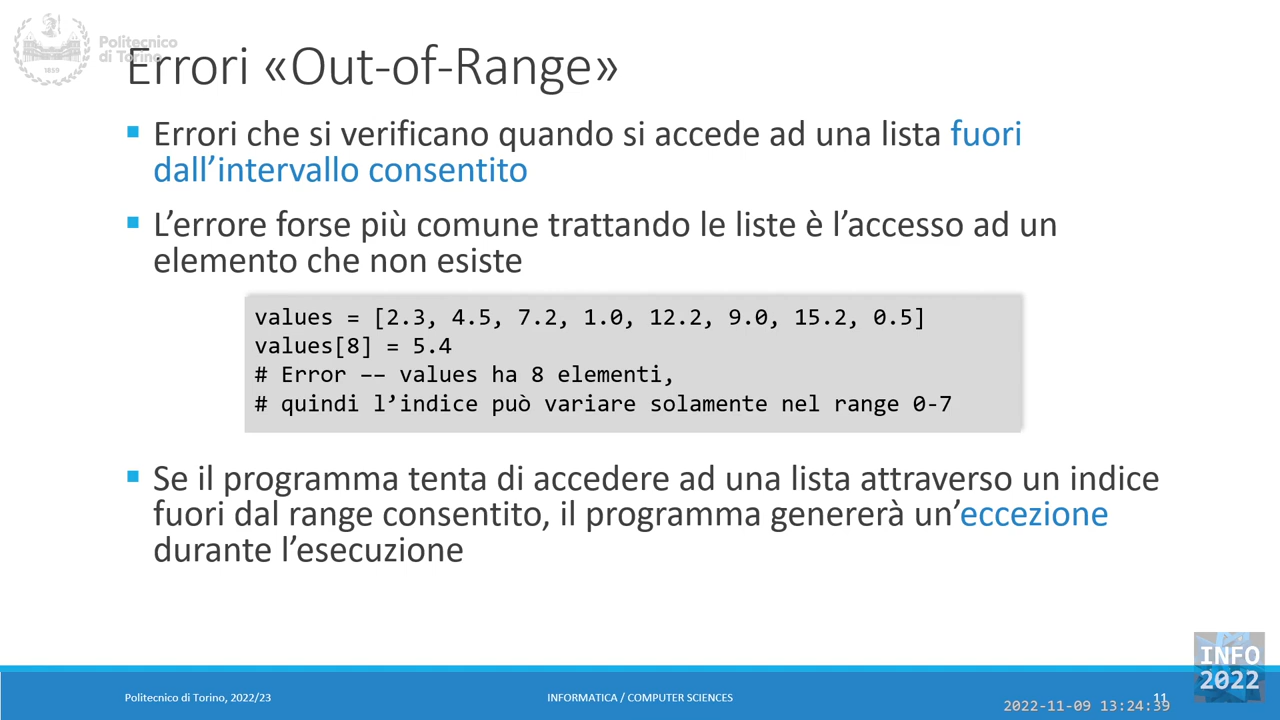 Politecnico
di Torino
1859
Errori «Out-of-Range»
Errori che si verificano quando si accede ad una lista fuori
dall’intervallo consentito
L’errore forse più comune trattando le liste è l’accesso ad un
elemento che non esiste
values = [2.3, 4.5, 7.2, 1.0, 12.2, 9.0, 15.2, 0.5]
values[8] = 5.4
# Error –– values ha 8 elementi,
# quindi l’indice può variare solamente nel range 0-7
Se il programma tenta di accedere ad una lista attraverso un indice
fuori dal range consentito, il programma genererà un’eccezione
durante l’esecuzione
INFO
2022
Politecnico di Torino, 2022/23
INFORMATICA / COMPUTER SCIENCES
11
2022-11-09 13:24:39